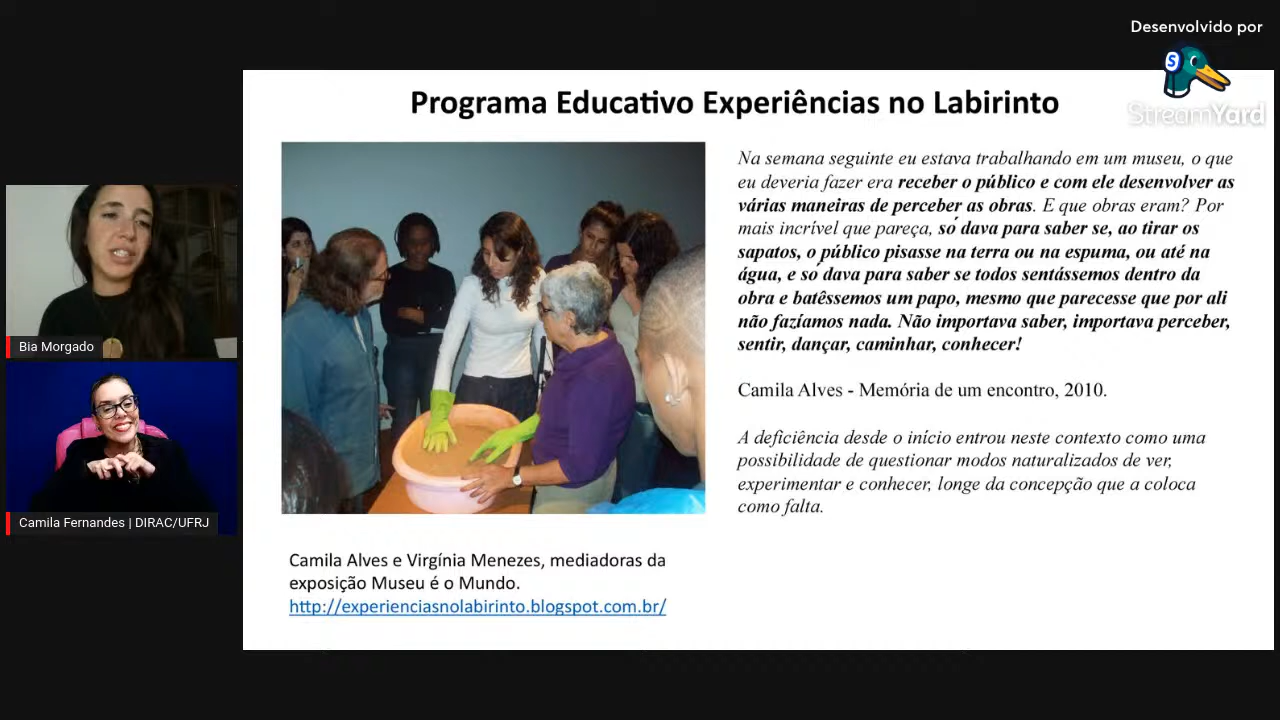 Desenvolvido por
S
StreamYard
Programa Educativo Experiências no Labirinto
Na semana seguinte eu estava trabalhando em um museu, o que
eu deveria fazer era receber o público e com ele desenvolver as
várias maneiras de perceber as obras. E que obras eram? Por
mais incrível que pareça, só dava para saber se, ao tirar os
sapatos, o público pisasse na terra ou na espuma, ou até na
água, e só dava para saber se todos sentássemos dentro da
obra e batêssemos um papo, mesmo que parecesse que por ali
não fazíamos nada. Não importava saber, importava perceber,
sentir, dançar, caminhar, conhecer!
Camila Alves - Memória de um encontro, 2010.
A deficiência desde o início entrou neste contexto como uma
possibilidade de questionar modos naturalizados de ver,
experimentar e conhecer, longe da concepção que a coloca
como falta.
Camila Alves e Virgínia Menezes, mediadoras da
exposição Museu é o Mundo.
http://experienciasnolabirinto.blogspot.com.br/
Bia Morgado
Camila Fernandes | DIRAC/UFRJ